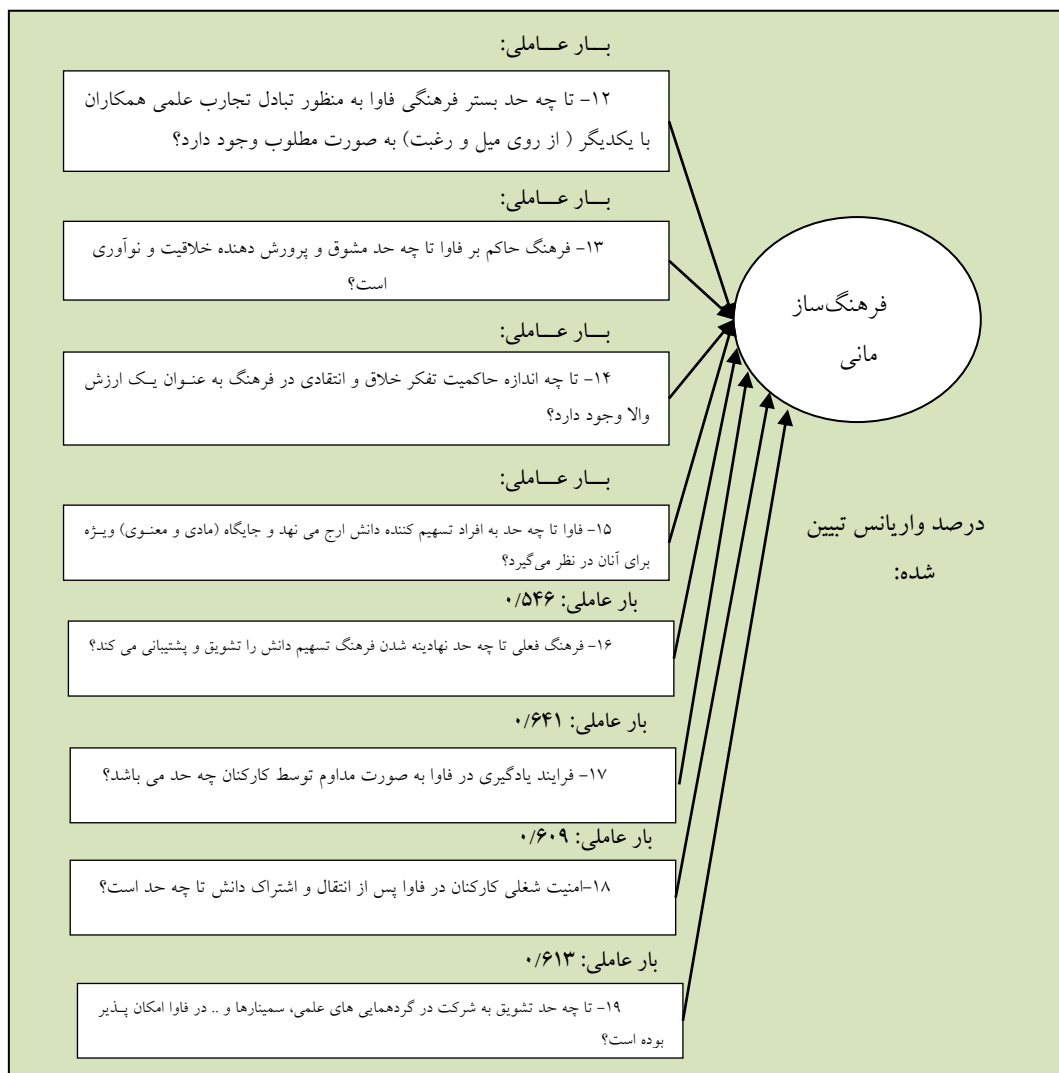 بــار عــاملی:
۱۲- تا چه حد بستر فرهنگی فاوا به منظور تبادل تجارب علمی همکاران
با یکدیگر ( از روی میل و رغبت) به صورت مطلوب وجود دارد؟
بــار عــاملی:
۱۳- فرهنگ حاکم بر فاوا تا چه حد مشوق و پرورش دهنده خلاقیت و نوآوری
است؟
بــار عــاملی:
۱۴- تا چه اندازه حاکمیت تفکر خلاق و انتقادی در فرهنگ به عنـوان یـک ارزش
والا وجود دارد؟
بــار عــاملی:
۱۵- فاوا تا چه حد به افراد تسهیم کننده دانش ارج می نهد و جایگاه (مادی و معنـوی) ویـژه
برای آنان در نظر می‌گیرد؟
بار عاملی: ۰/۵۴۶
۱۶- فرهنگ فعلی تا چه حد نهادینه شدن فرهنگ تسهیم دانش را تشویق و پشتیبانی می کند؟
بار عاملی: ۰/۶۴۱
۱۷- فرایند یادگیری در فاوا به صورت مداوم توسط کارکنان چه حد می باشد؟
بار عاملی: ۰/۶۰۹
۱۸-امنیت شغلی کارکنان در فاوا پس از انتقال و اشتراک دانش تا چه حد است؟
بار عاملی: ۰/۶۱۳
۱۹- تا چه حد تشویق به شرکت در گردهمایی های علمی، سمینارها و .. در فاوا امکان پـذیر
بوده است؟
فرهنگ‌ساز
مانی
درصد واریانس تبیین
شده: